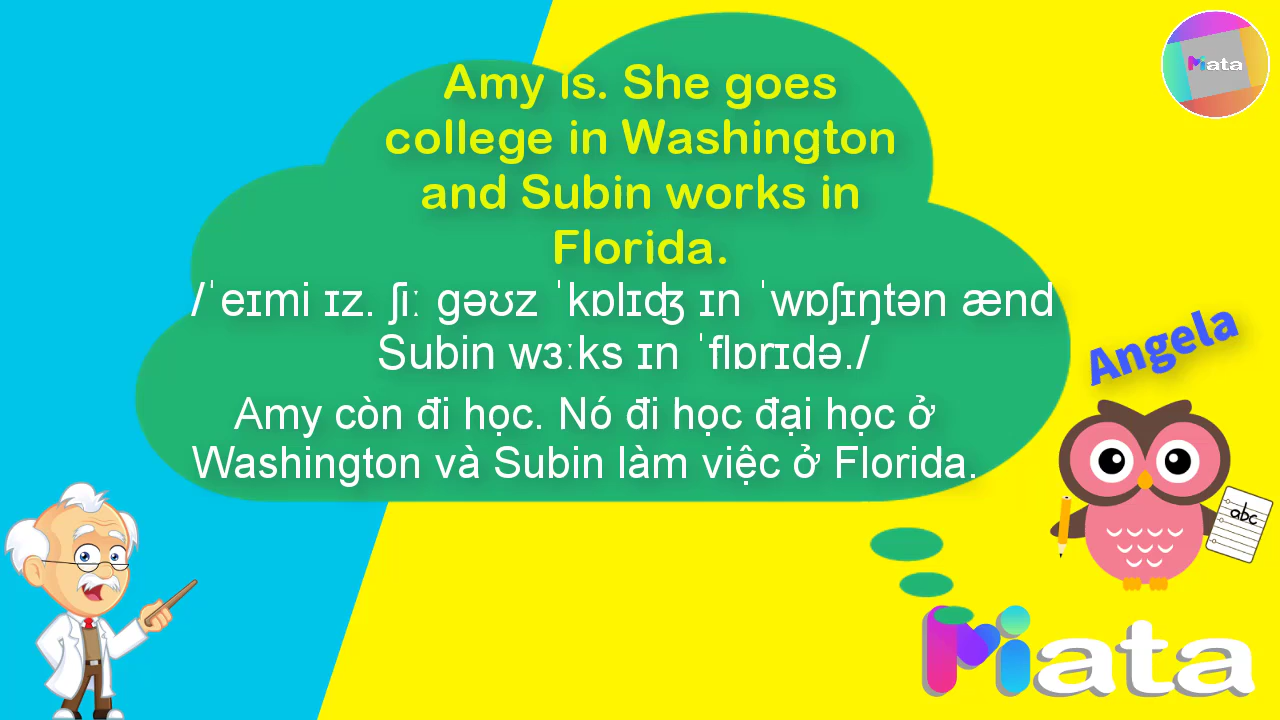 Mata
Amy is. She goes
college in Washington
and Subin works in
Florida.
/ˈeɪmi ɪz. ʃiː gəʊz ˈkɒlɪʤ ɪn ˈwɒʃɪŋtən ænd
Subin wɜːks ɪn ˈflɒrɪdə./
Amy còn đi học. Nó đi học đại học ở
Washington và Subin làm việc ở Florida.
Angela
abc
Mata